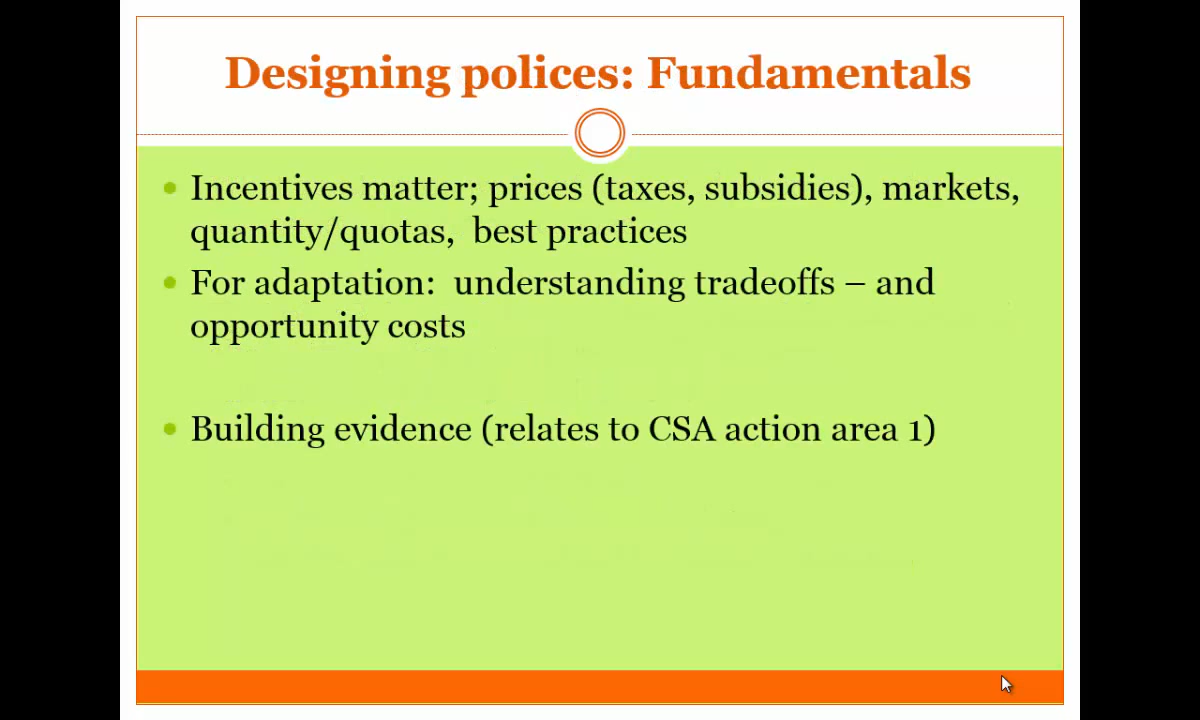 Designing polices: Fundamentals
Incentives matter; prices (taxes, subsidies), markets,
quantity/quotas,  best practices
For adaptation:  understanding tradeoffs – and
opportunity costs
Building evidence (relates to CSA action area 1)